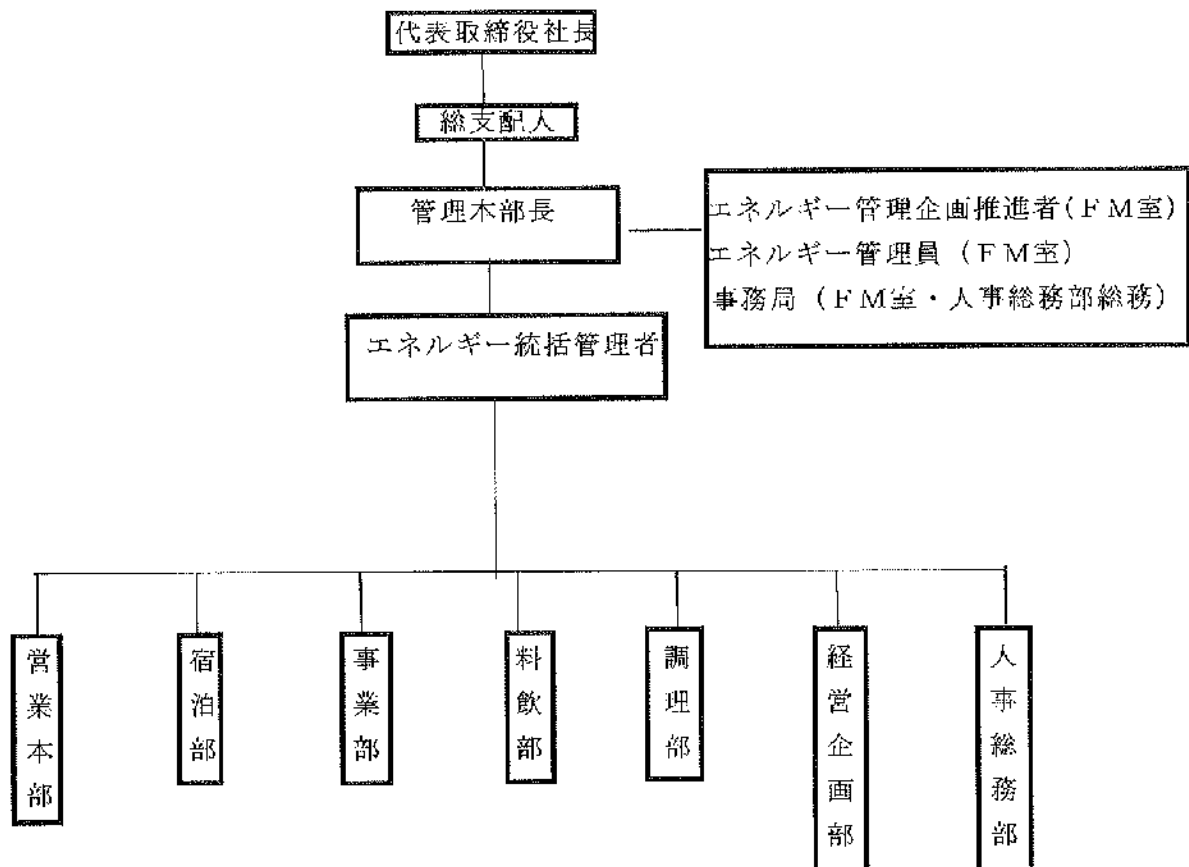 代表取締役社長
総支配人
管理本部長
エネルギー管理企画推進者(FM室)
エネルギー管理員(FM室)
事務局(FM室・人事総務部総務)
エネルギー統括管理者
営業本部
宿泊部
事業部
料飲部
調理部
経営企画部
人事総務部